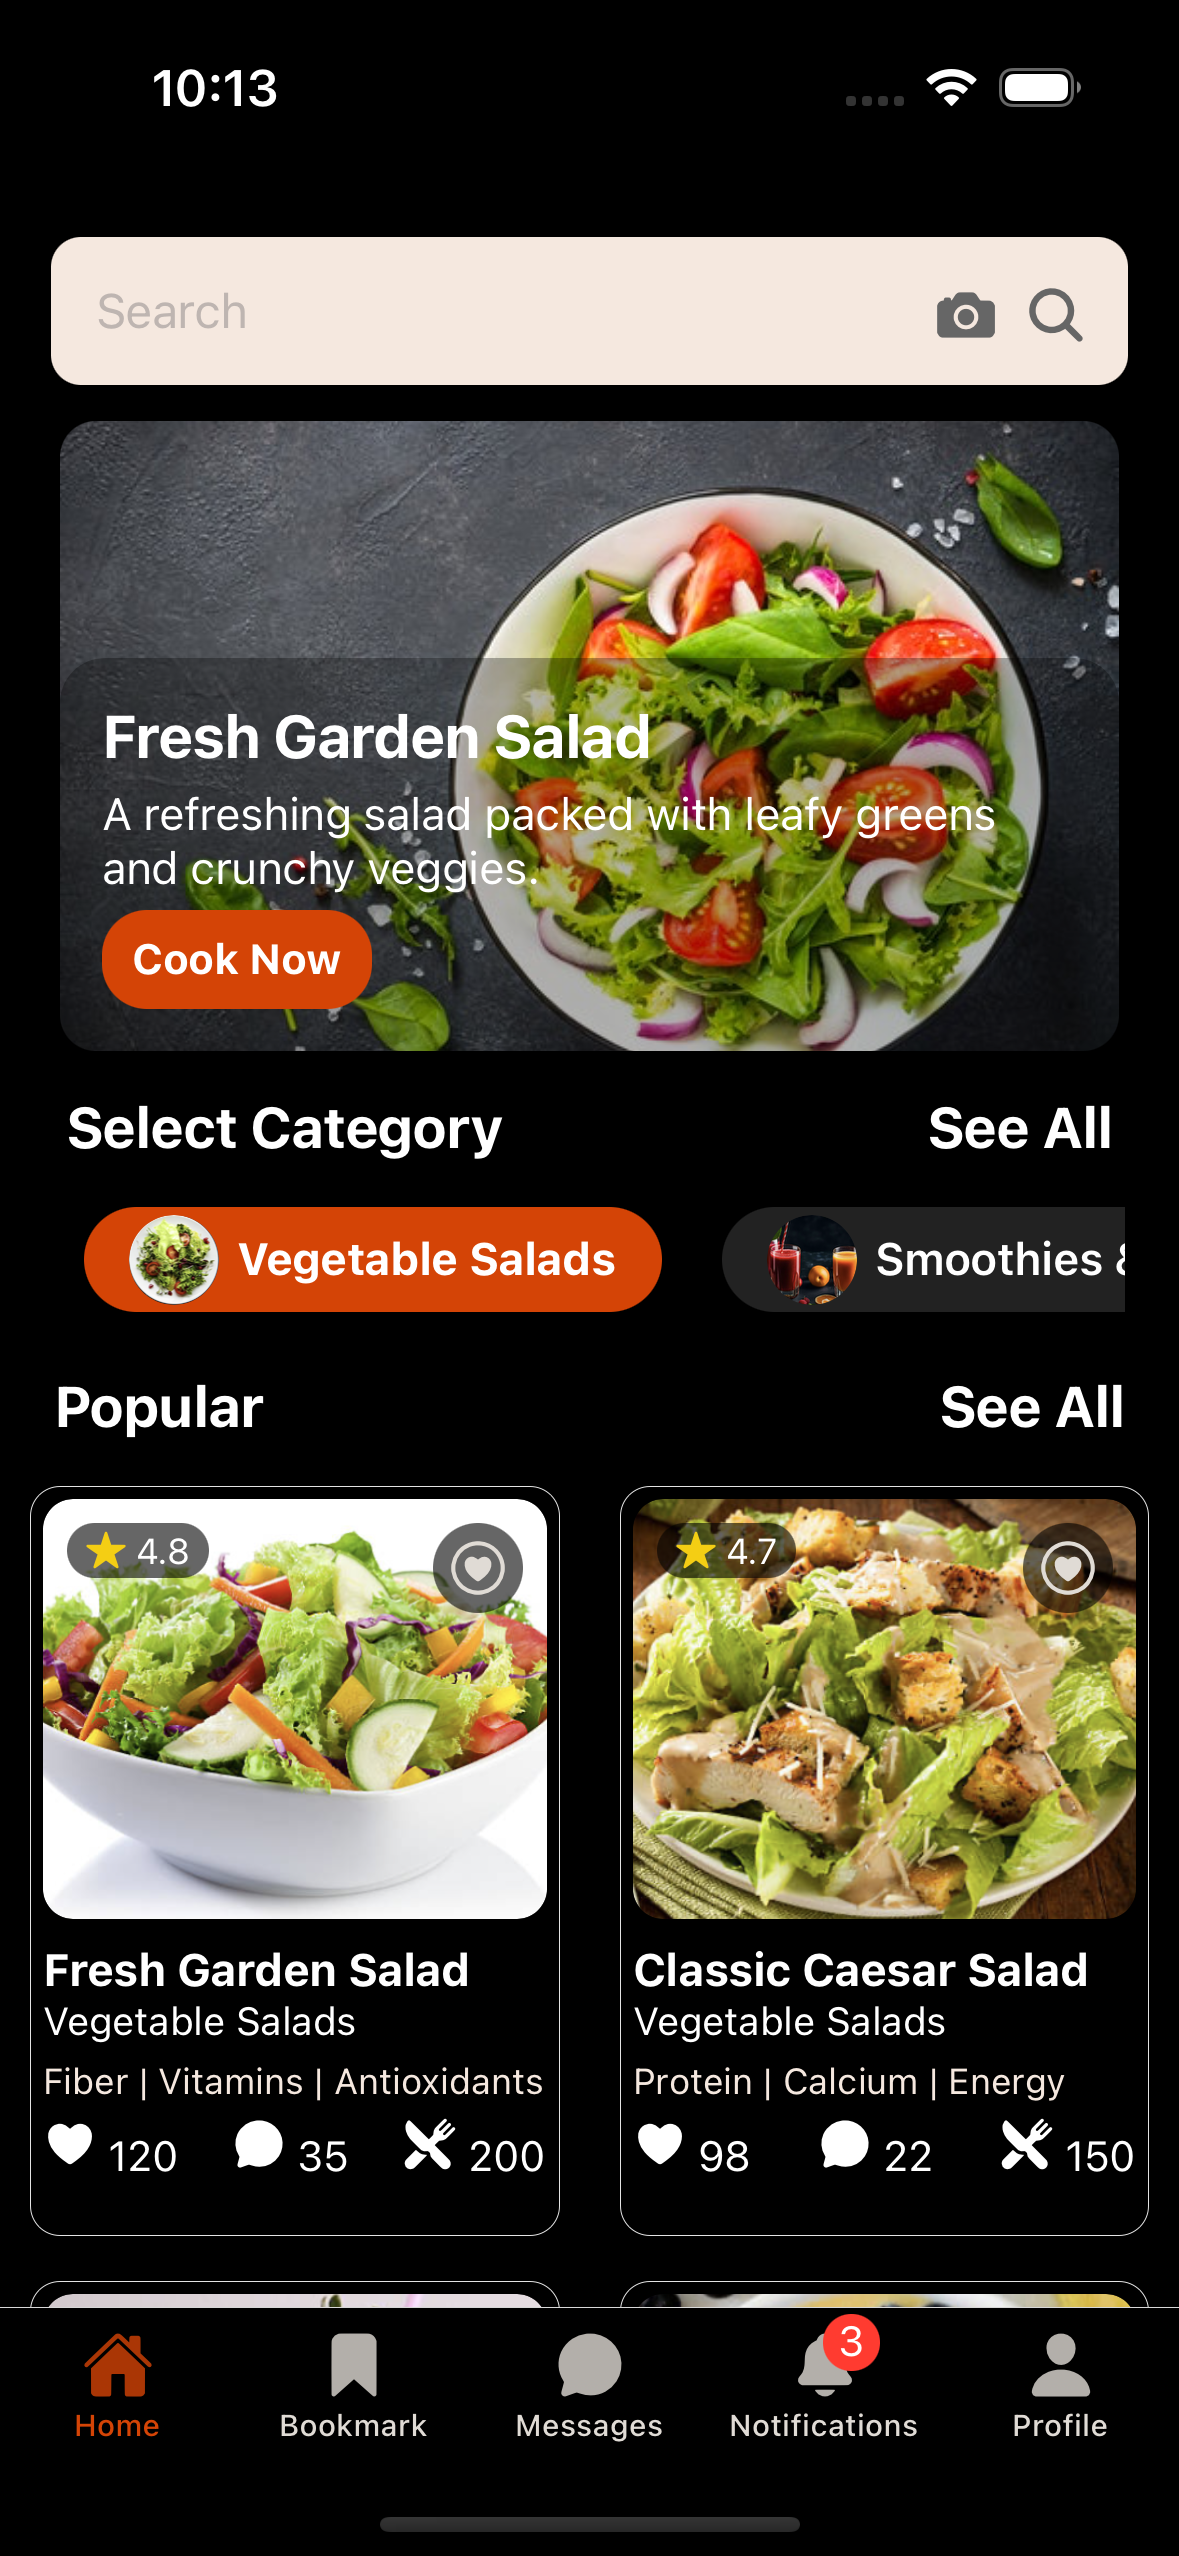 10:13
Search
Fresh Garden Salad
A refreshing salad packed with leafy greens
and crunchy veggies.
Cook Now
Select Category
See All
Vegetable Salads
Smoothies &
Popular
See All
4.8
4.7
Fresh Garden Salad
Vegetable Salads
Fiber | Vitamins | Antioxidants
120
35
200
Classic Caesar Salad
Vegetable Salads
Protein | Calcium | Energy
98
22
150
3
Home
Bookmark
Messages
Notifications
Profile